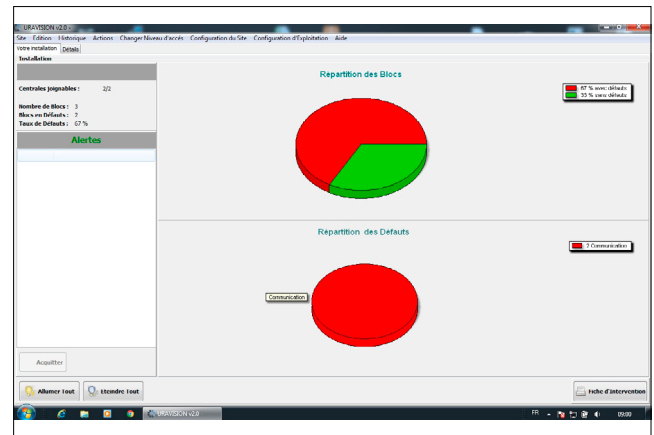 URAVISION v2.0 -
Site Edition Historique Actions Changer Niveau d'accès Configuration du Site Configuration d'Exploitation Aide
Votre Installation Détails
Installation
Centrales Joignables : 2/2
Nombre de Blocs : 3
Blocs en Défauts : 2
Taux de Défauts : 67 %
Alertes
Répartition des Blocs
67 % avec défauts
33 % sans défauts
Répartition des Défauts
2 Communication
Communication
Acquitter
Allumer Tout
Eteindre Tout
Fiche d'Intervention
URAVISION v2.0
FR
09:00